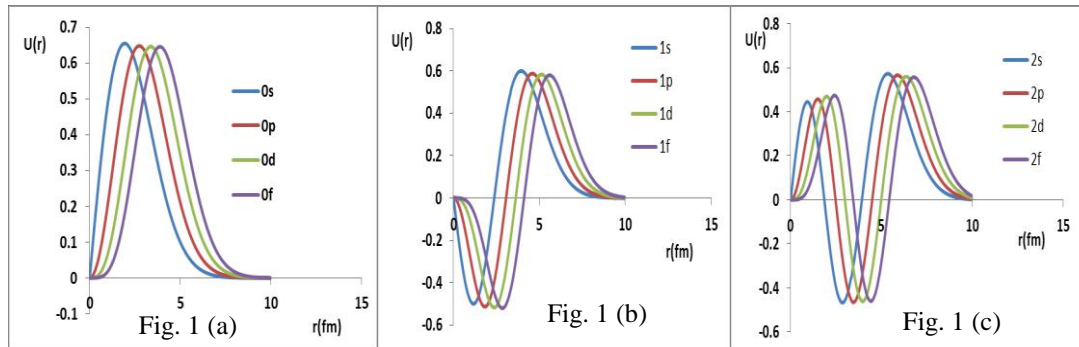 U(r)
0.7
0.6
0.5
0.4
0.3
0.2
0.1
0
-0.1
0 5 10 15
r(fm)
0s
0p
0d
0f
Fig. 1 (a)
U(r)
0.8
0.6
0.4
0.2
0
-0.2
-0.4
-0.6
0 5 10 15
r(fm)
1s
1p
1d
1f
Fig. 1 (b)
U(r)
0.8
0.6
0.4
0.2
0
-0.2
-0.4
-0.6
0 5 10 15
r(fm)
2s
2p
2d
2f
Fig. 1 (c)